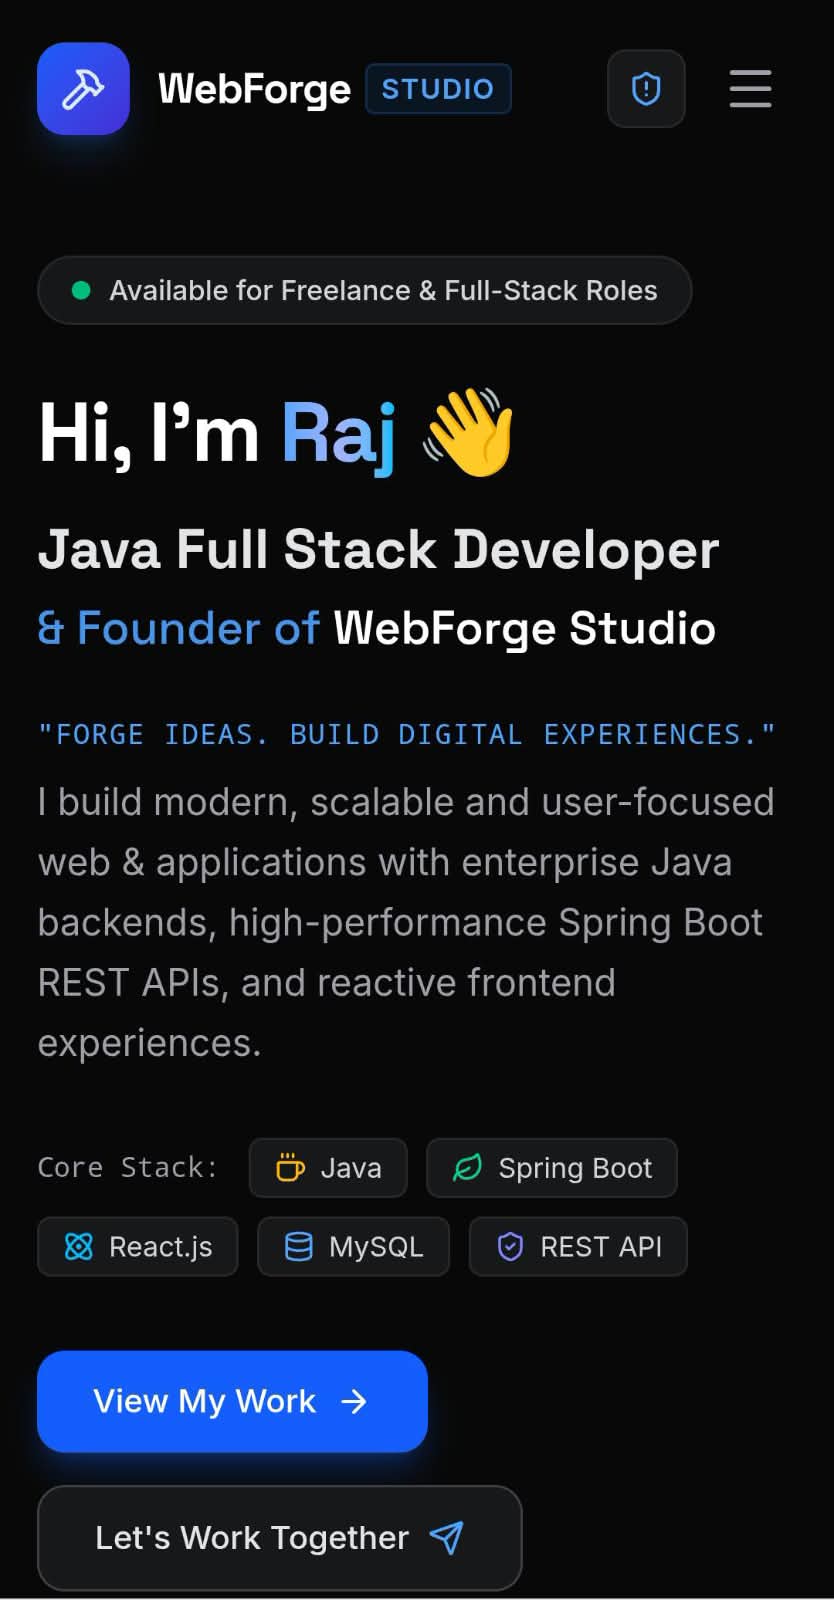 WebForge STUDIO
Available for Freelance & Full-Stack Roles
Hi, I’m Raj 👋
Java Full Stack Developer
& Founder of WebForge Studio
"FORGE IDEAS. BUILD DIGITAL EXPERIENCES."
I build modern, scalable and user-focused
web & applications with enterprise Java
backends, high-performance Spring Boot
REST APIs, and reactive frontend
experiences.
Core Stack: Java Spring Boot
React.js MySQL REST API
View My Work →
Let's Work Together